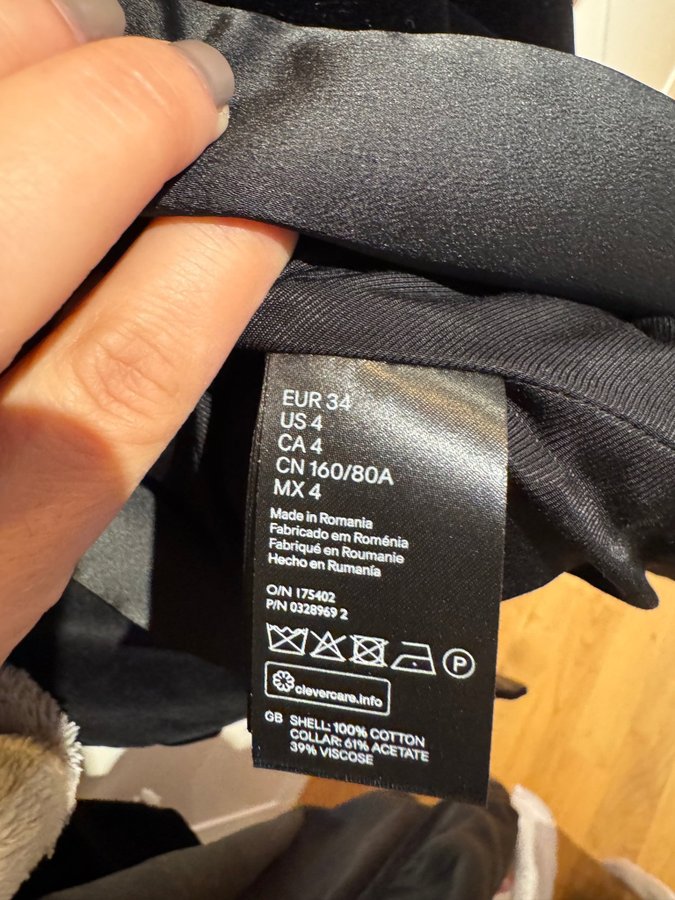 EUR 34
US 4
CA 4
CN 160/80A
MX 4
Made in Romania
Fabricado em Roménia
Fabriqué en Roumanie
Hecho en Rumanía
O/N 175402
P/N 0328969 2
P
clevercare.info
GB SHELL: 100% COTTON
COLLAR: 61% ACETATE
39% VISCOSE